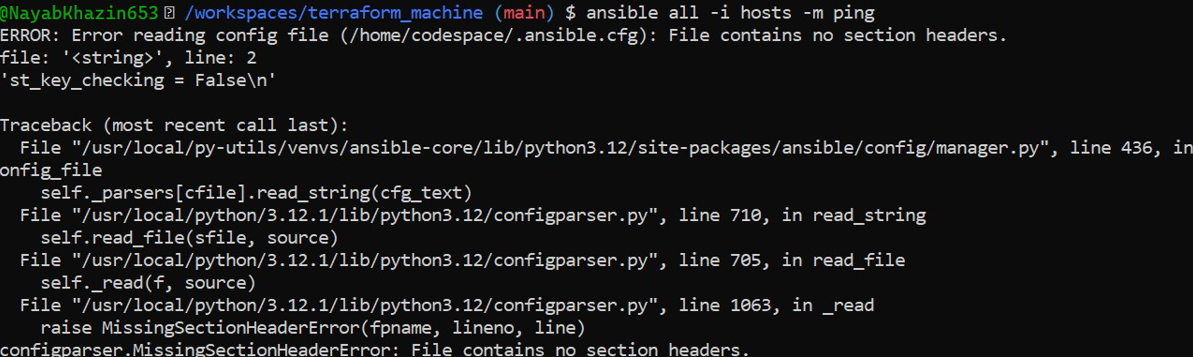 @NayabKhazin653 /workspaces/terraform_machine (main) $ ansible all -i hosts -m ping
ERROR: Error reading config file (/home/codespace/.ansible.cfg): File contains no section headers.
file: '<string>', line: 2
'st_key_checking = False\n'
Traceback (most recent call last):
  File "/usr/local/py-utils/venvs/ansible-core/lib/python3.12/site-packages/ansible/config/manager.py", line 436, in
onfig_file
    self._parsers[cfile].read_string(cfg_text)
  File "/usr/local/python/3.12.1/lib/python3.12/configparser.py", line 710, in read_string
    self.read_file(sfile, source)
  File "/usr/local/python/3.12.1/lib/python3.12/configparser.py", line 705, in read_file
    self._read(f, source)
  File "/usr/local/python/3.12.1/lib/python3.12/configparser.py", line 1063, in _read
    raise MissingSectionHeaderError(fpname, lineno, line)
configparser.MissingSectionHeaderError: File contains no section headers.